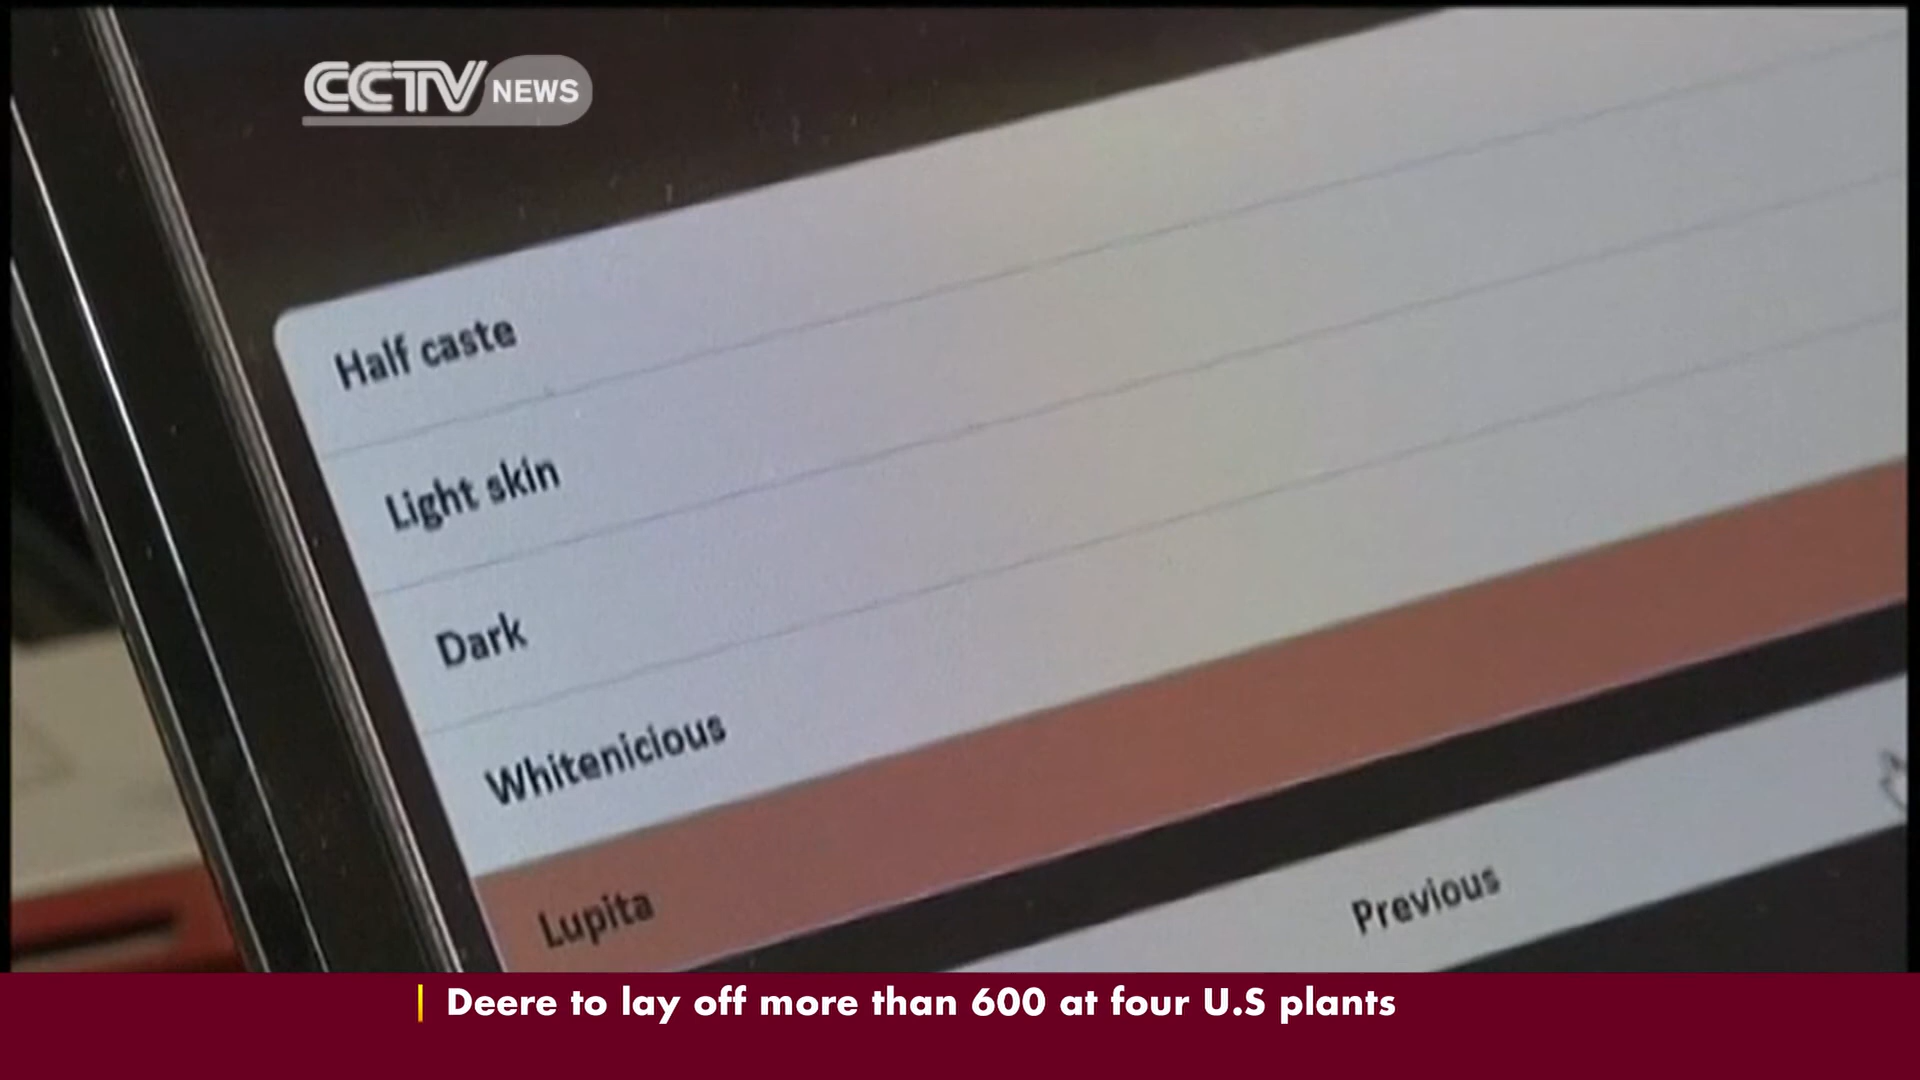 CCTV NEWS
Half caste
Light skin
Dark
Whitenicious
Lupita
Previous
Deere to lay off more than 600 at four U.S plants